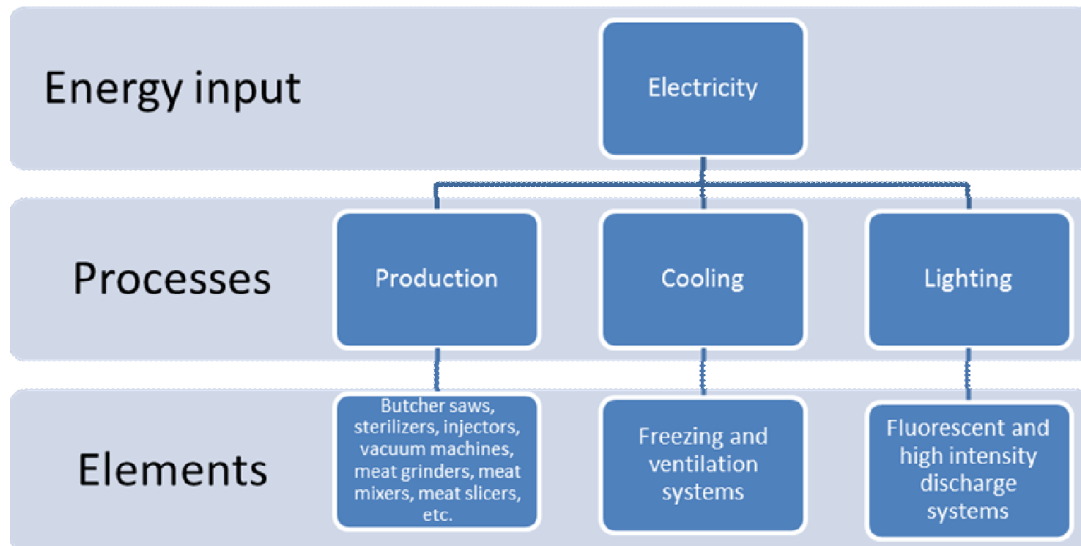 Energy input
Electricity
Processes
Production
Cooling
Lighting
Elements
Butcher saws,
sterilizers, injectors,
vacuum machines,
meat grinders, meat
mixers, meat slicers,
etc.
Freezing and
ventilation
systems
Fluorescent and
high intensity
discharge
systems